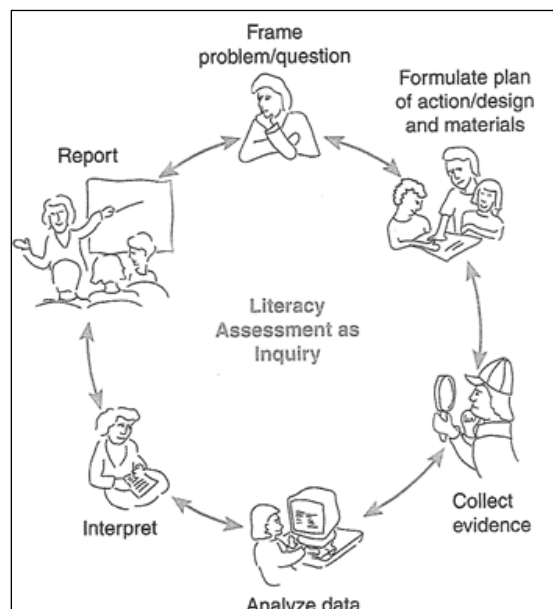 Frame
problem/question
Formulate plan
of action/design
and materials
Report
Literacy
Assessment as
Inquiry
Collect
evidence
Interpret
Analyze data